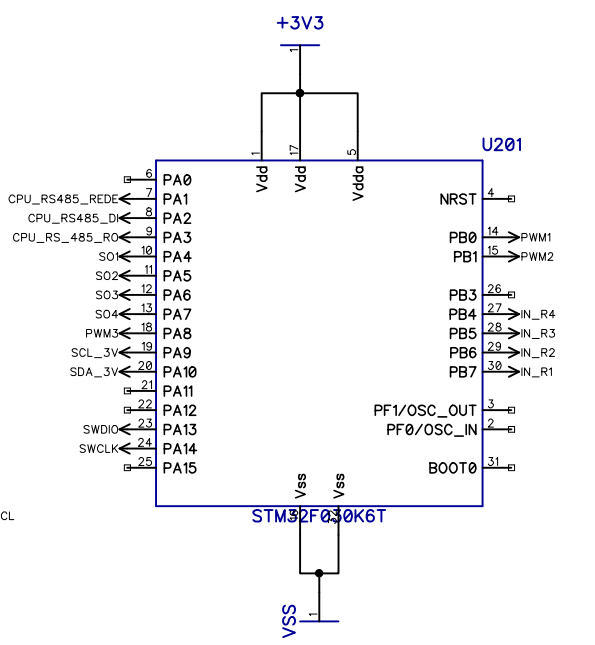 +3V3
1
U201
1
17
5
Vdd
Vdd
Vdda
6 PA0
CPU_RS485_REDE 7 PA1
CPU_RS485_DI 8 PA2
CPU_RS_485_RO 9 PA3
SO1 10 PA4
SO2 11 PA5
SO3 12 PA6
SO4 13 PA7
PWM3 18 PA8
SCL_3V 19 PA9
SDA_3V 20 PA10
21 PA11
22 PA12
SWDIO 23 PA13
SWCLK 24 PA14
25 PA15
NRST 4
PB0 14 PWM1
PB1 15 PWM2
PB3 26
PB4 27 IN_R4
PB5 28 IN_R3
PB6 29 IN_R2
PB7 30 IN_R1
PF1/OSC_OUT 3
PF0/OSC_IN 2
BOOT0 31
Vss
Vss
CL
STM32F030K6T
1
VSS